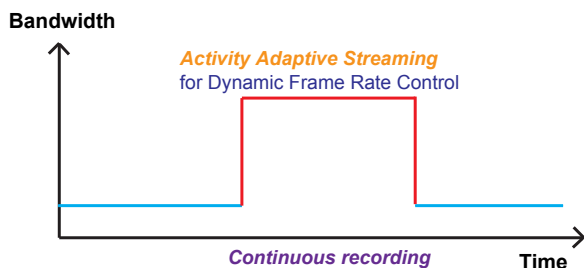 Bandwidth
Activity Adaptive Streaming
for Dynamic Frame Rate Control
Continuous recording
Time